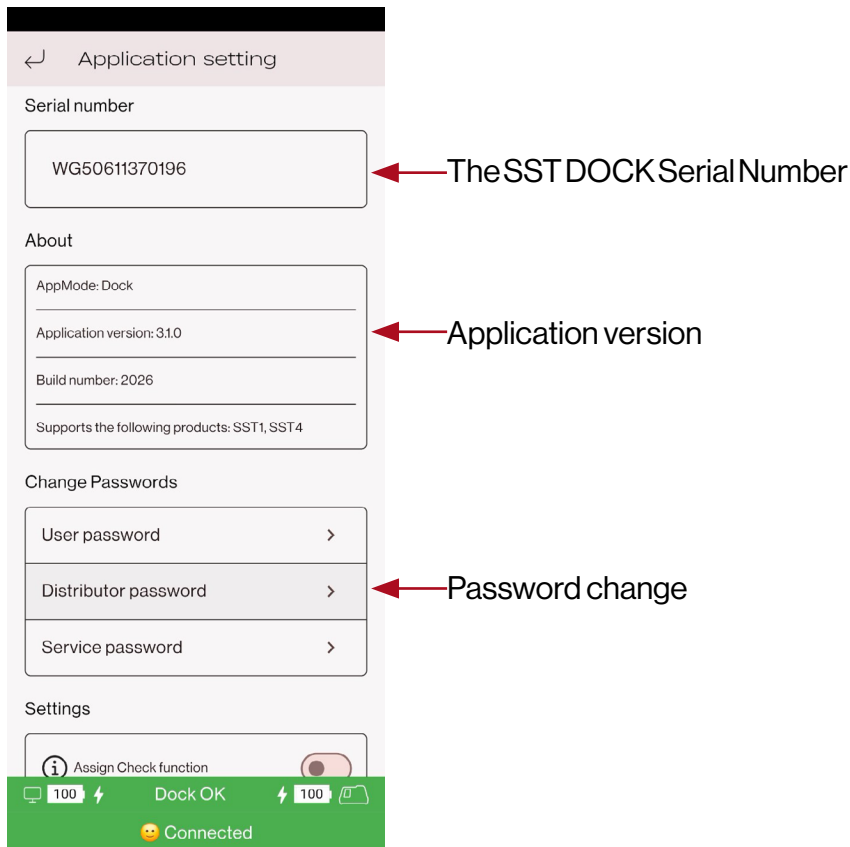 Application setting
Serial number
WG50611370196
The SST DOCK Serial Number
About
AppMode: Dock
Application version: 3.1.0
Application version
Build number: 2026
Supports the following products: SST1, SST4
Change Passwords
User password
Distributor password
Password change
Service password
Settings
Assign Check function
100 Dock OK 100
Connected